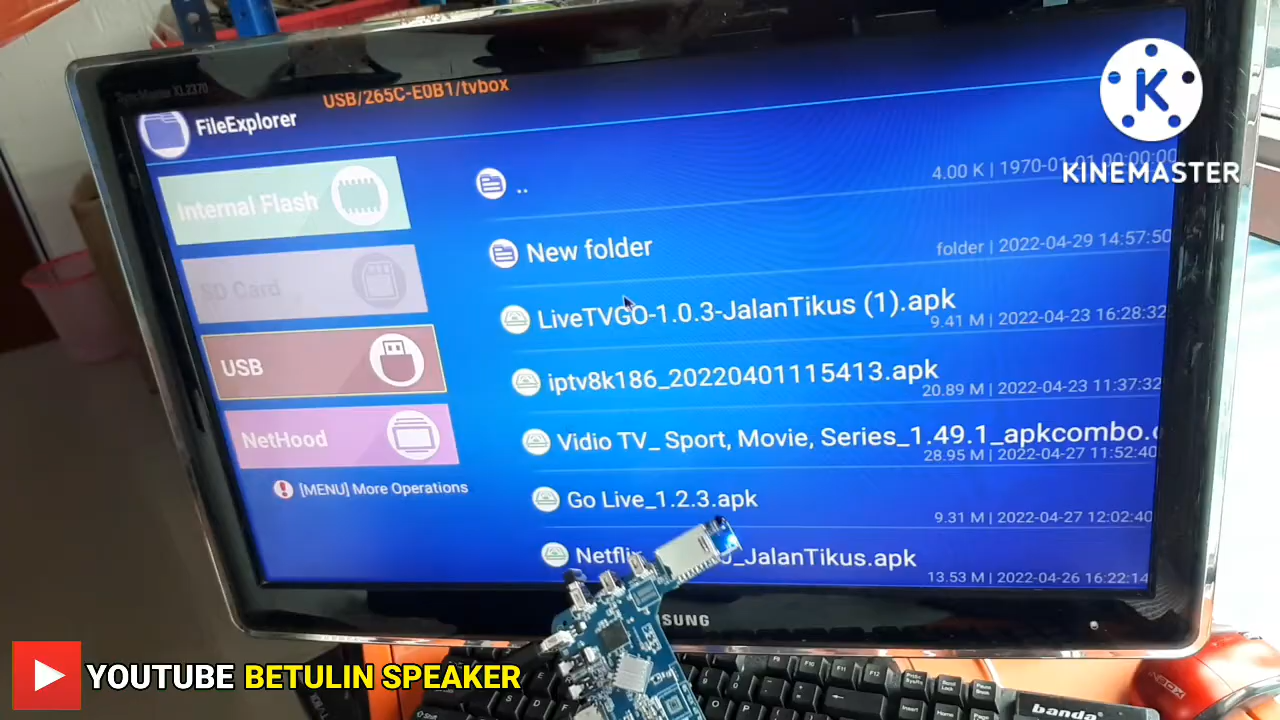 SyncMaster XL2370
USB/265C-E0B1/tvbox
FileExplorer
K
KINEMASTER
Internal Flash
SD Card
USB
NetHood
[MENU] More Operations
..
4.00 K | 1970-01-01 00:00:00
New folder
folder | 2022-04-29 14:57:50
LiveTVGO-1.0.3-JalanTikus (1).apk
9.41 M | 2022-04-23 16:28:32
iptv8k186_20220401115413.apk
20.89 M | 2022-04-23 11:37:32
Vidio TV_ Sport, Movie, Series_1.49.1_apkcombo.
28.95 M | 2022-04-27 11:52:40
Go Live_1.2.3.apk
9.31 M | 2022-04-27 12:02:40
_JalanTikus.apk
13.53 M | 2022-04-26 16:22:14
YOUTUBE BETULIN SPEAKER
banda